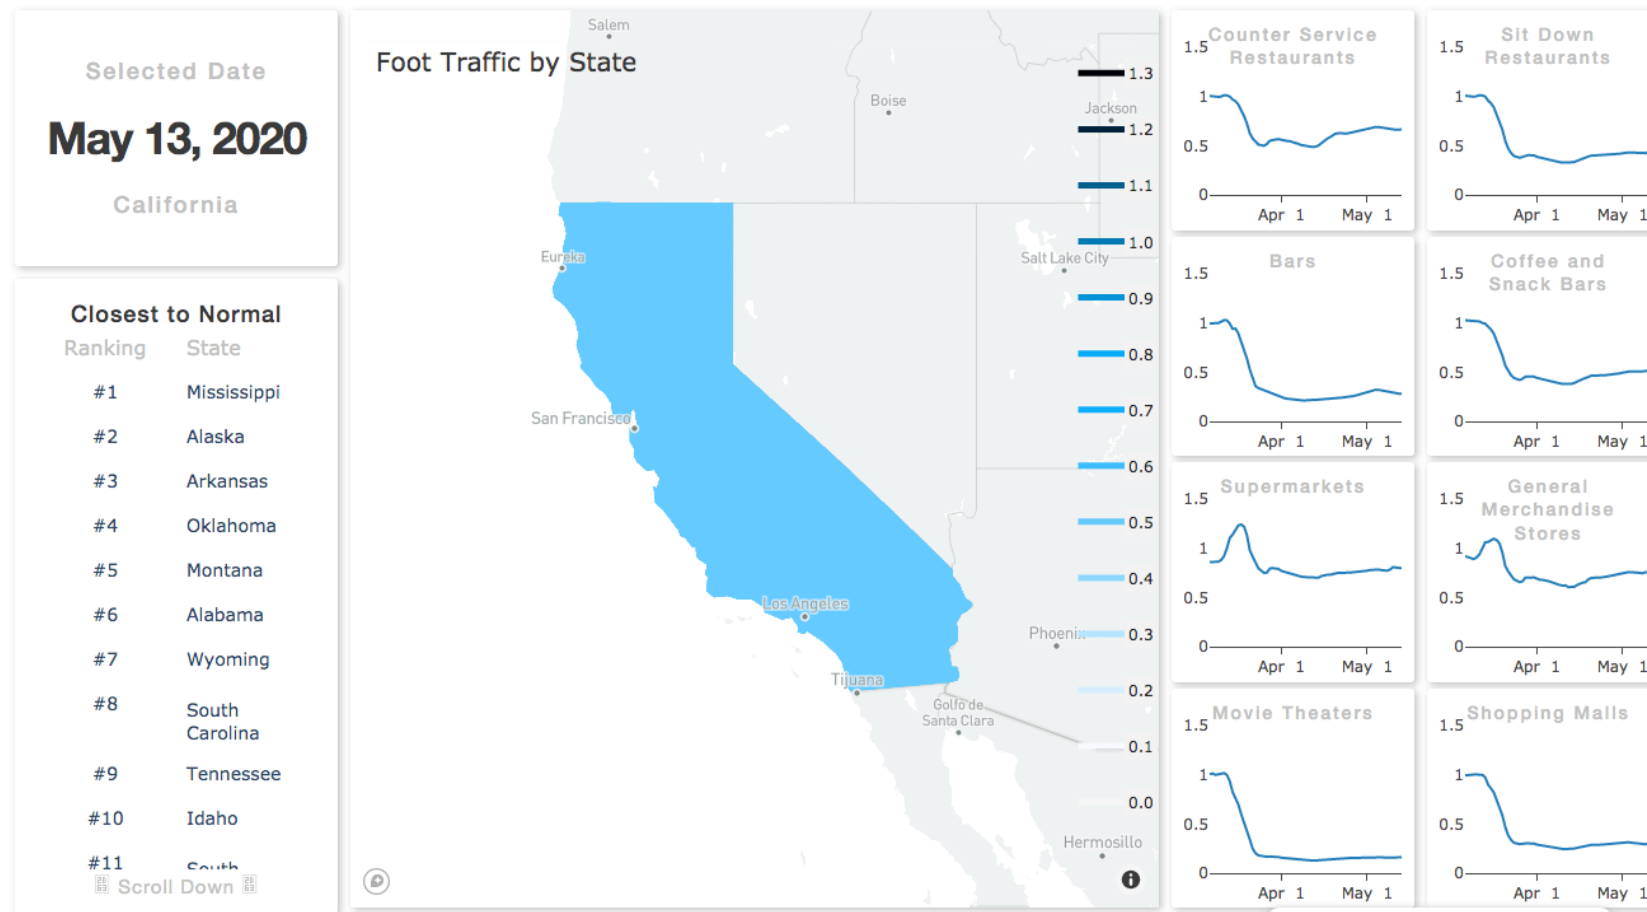 Selected Date
May 13, 2020
California
Closest to Normal
Ranking State
#1 Mississippi
#2 Alaska
#3 Arkansas
#4 Oklahoma
#5 Montana
#6 Alabama
#7 Wyoming
#8 South
Carolina
#9 Tennessee
#10 Idaho
#11 South
Scroll Down
Foot Traffic by State
Salem
Boise
Jackson
Eureka
Salt Lake City
San Francisco
Los Angeles
Phoenix
Tijuana
Golfo de
Santa Clara
Hermosillo
1.3
1.2
1.1
1.0
0.9
0.8
0.7
0.6
0.5
0.4
0.3
0.2
0.1
0.0
i
Counter Service
Restaurants
1.5
1
0.5
0
Apr 1 May 1
Sit Down
Restaurants
1.5
1
0.5
0
Apr 1 May 1
Bars
1.5
1
0.5
0
Apr 1 May 1
Coffee and
Snack Bars
1.5
1
0.5
0
Apr 1 May 1
Supermarkets
1.5
1
0.5
0
Apr 1 May 1
General
Merchandise
Stores
1.5
1
0.5
0
Apr 1 May 1
Movie Theaters
1.5
1
0.5
0
Apr 1 May 1
Shopping Malls
1.5
1
0.5
0
Apr 1 May 1